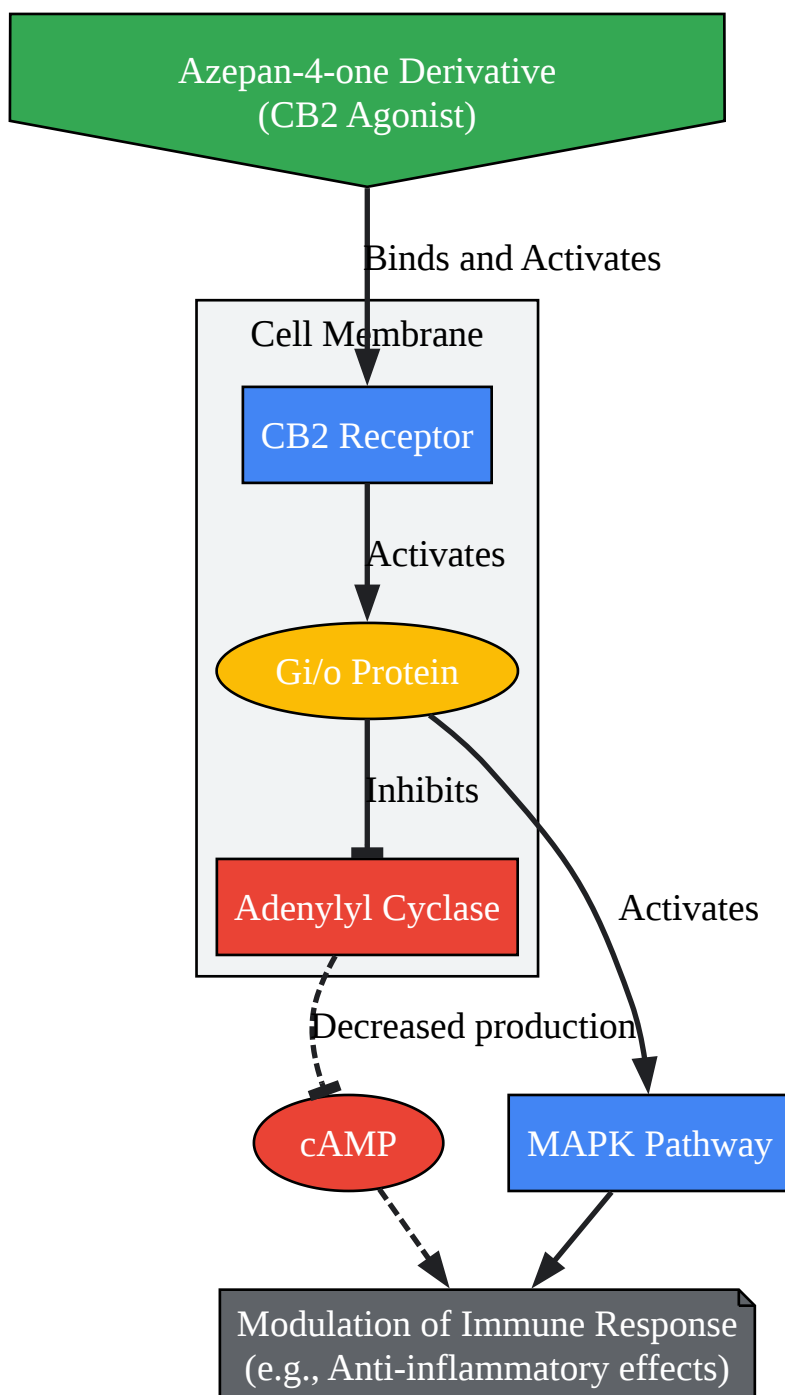 Azepan-4-one Derivative
(CB2 Agonist)
Binds and Activates
Cell Membrane
CB2 Receptor
Activates
Gi/o Protein
Inhibits
Adenylyl Cyclase
Activates
Decreased production
cAMP
MAPK Pathway
Modulation of Immune Response
(e.g., Anti-inflammatory effects)